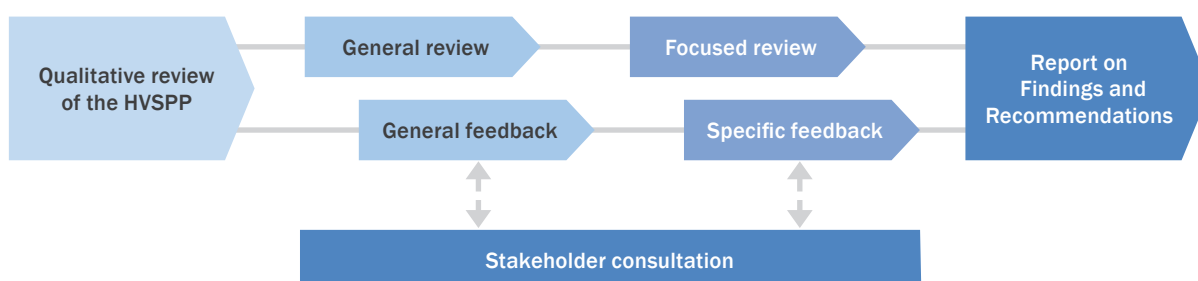 Qualitative review
of the HVSPP
General review
Focused review
General feedback
Specific feedback
Report on
Findings and
Recommendations
Stakeholder consultation